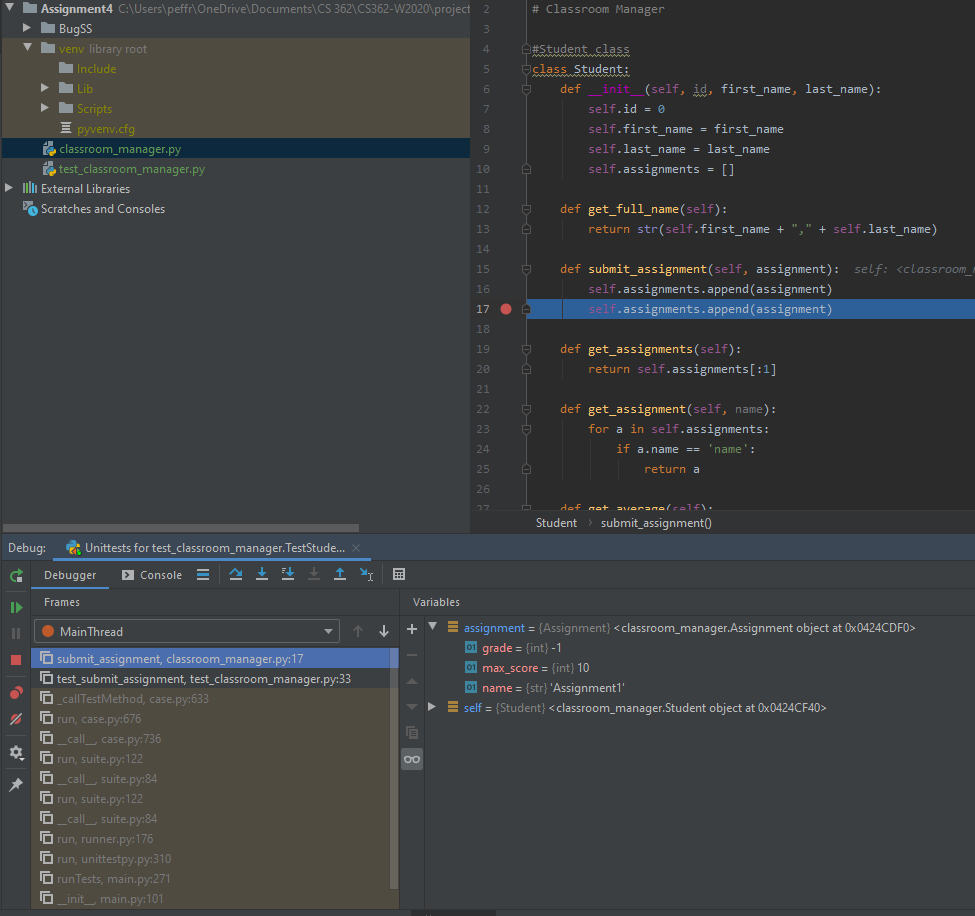 Assignment4 C:\Users\peffr\OneDrive\Documents\CS 362\CS362-W2020\project
BugSS
venv library root
Include
Lib
Scripts
pyvenv.cfg
classroom_manager.py
test_classroom_manager.py
External Libraries
Scratches and Consoles
2 # Classroom Manager
3
4 #Student class
5 class Student:
6 def __init__(self, id, first_name, last_name):
7 self.id = 0
8 self.first_name = first_name
9 self.last_name = last_name
10 self.assignments = []
11
12 def get_full_name(self):
13 return str(self.first_name + "," + self.last_name)
14
15 def submit_assignment(self, assignment): self: <classroom_
16 self.assignments.append(assignment)
17 self.assignments.append(assignment)
18
19 def get_assignments(self):
20 return self.assignments[:1]
21
22 def get_assignment(self, name):
23 for a in self.assignments:
24 if a.name == 'name':
25 return a
26
27 def get_average(self):
Student › submit_assignment()
Debug: Unittests for test_classroom_manager.TestStude...
Debugger Console
Frames
MainThread
submit_assignment, classroom_manager.py:17
test_submit_assignment, test_classroom_manager.py:33
_callTestMethod, case.py:633
run, case.py:676
__call__, case.py:736
run, suite.py:122
__call__, suite.py:84
run, suite.py:122
__call__, suite.py:84
run, runner.py:176
run, unittestpy.py:310
runTests, main.py:271
__init__, main.py:101
Variables
assignment = {Assignment} <classroom_manager.Assignment object at 0x0424CDF0>
01 grade = {int} -1
01 max_score = {int} 10
01 name = {str} 'Assignment1'
self = {Student} <classroom_manager.Student object at 0x0424CF40>